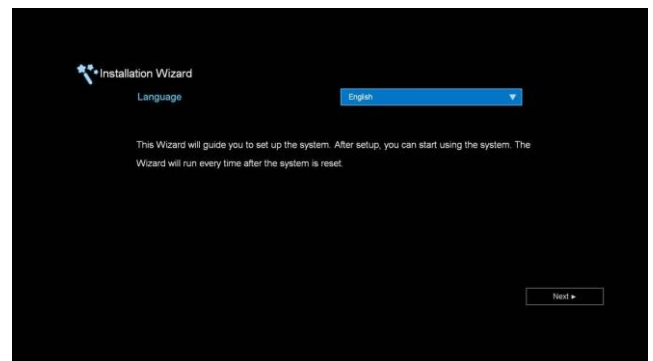 Installation Wizard
Language English
This Wizard will guide you to set up the system. After setup, you can start using the system. The
Wizard will run every time after the system is reset.
Next